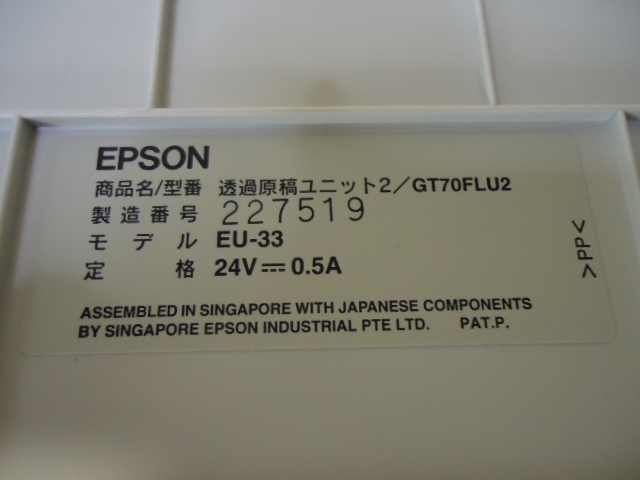 EPSON
商品名/型番 透過原稿ユニット2/GT70FLU2
製造番号 227519
モデル EU-33
定格 24V⎓0.5A
>PP<
ASSEMBLED IN SINGAPORE WITH JAPANESE COMPONENTS
BY SINGAPORE EPSON INDUSTRIAL PTE LTD. PAT.P.